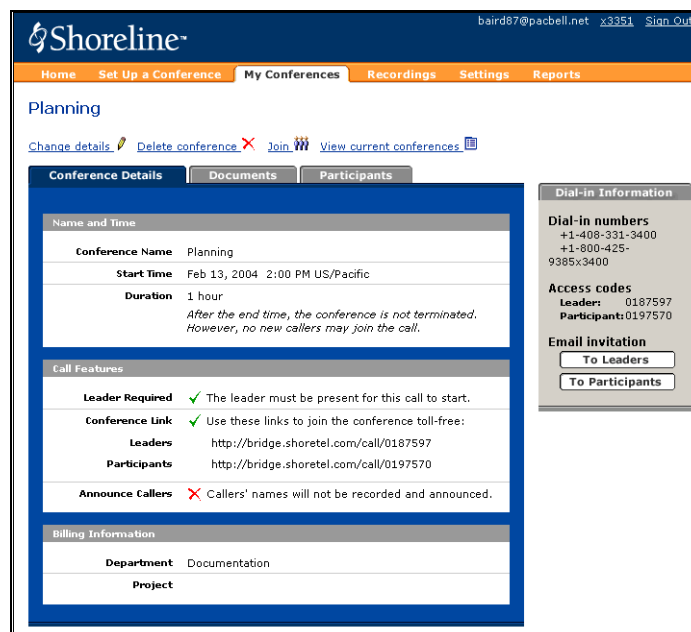 baird87@pacbell.net x3351 Sign Out
Shoreline
Home Set Up a Conference My Conferences Recordings Settings Reports
Planning
Change details Delete conference Join View current conferences
Conference Details Documents Participants
Name and Time
Conference Name Planning
Start Time Feb 13, 2004 2:00 PM US/Pacific
Duration 1 hour
After the end time, the conference is not terminated.
However, no new callers may join the call.
Call Features
Leader Required The leader must be present for this call to start.
Conference Link Use these links to join the conference toll-free:
Leaders http://bridge.shoretel.com/call/0187597
Participants http://bridge.shoretel.com/call/0197570
Announce Callers Callers' names will not be recorded and announced.
Billing Information
Department Documentation
Project
Dial-in Information
Dial-in numbers
+1-408-331-3400
+1-800-425-
9385x3400
Access codes
Leader: 0187597
Participant: 0197570
Email invitation
To Leaders
To Participants